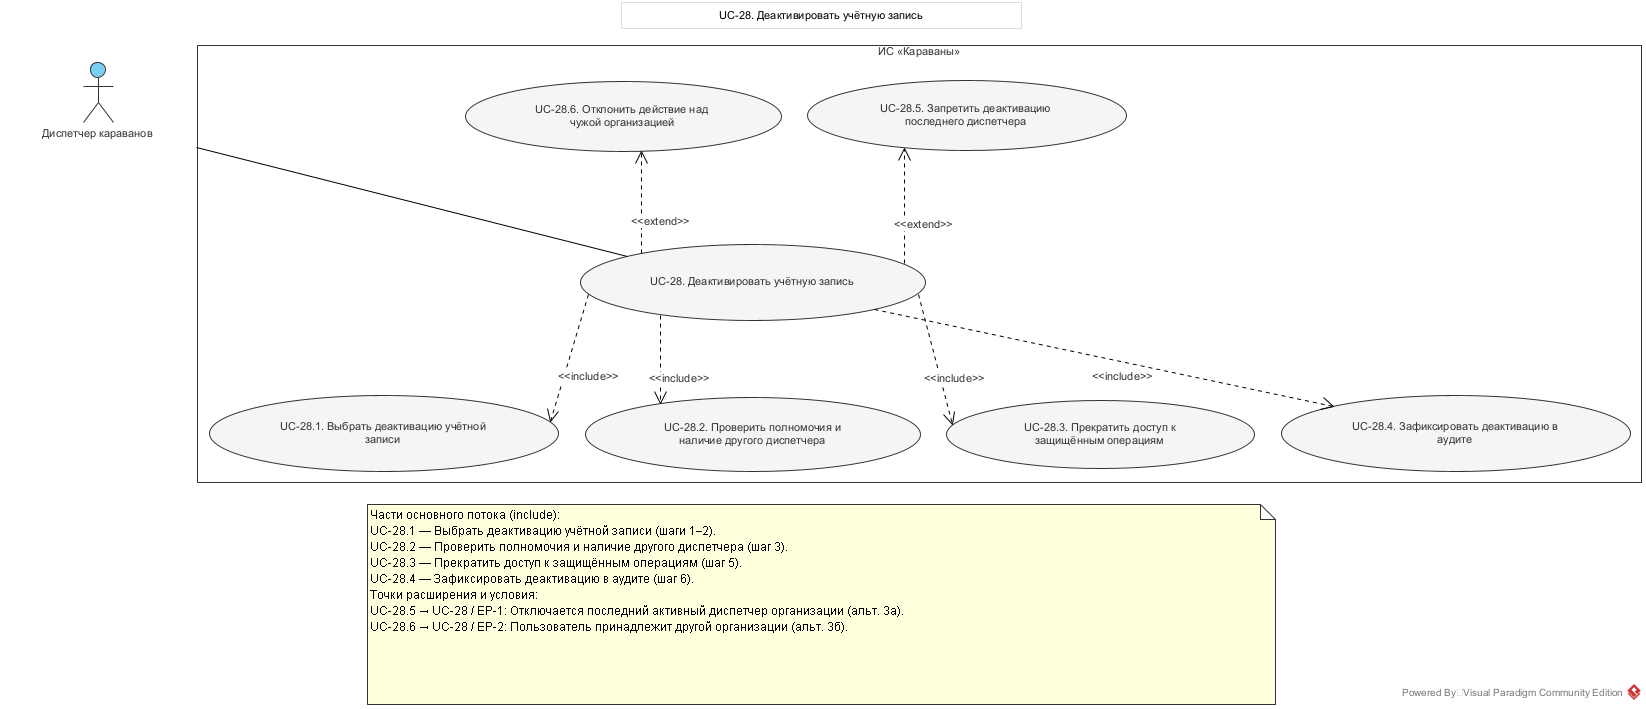 UC-28. Деактивировать учётную запись
ИС «Караваны»
Диспетчер караванов
UC-28.6. Отклонить действие над
чужой организацией
UC-28.5. Запретить деактивацию
последнего диспетчера
<<extend>>
<<extend>>
UC-28. Деактивировать учётную запись
<<include>>
<<include>>
<<include>>
<<include>>
UC-28.1. Выбрать деактивацию учётной
записи
UC-28.2. Проверить полномочия и
наличие другого диспетчера
UC-28.3. Прекратить доступ к
защищённым операциям
UC-28.4. Зафиксировать деактивацию в
аудите
Части основного потока (include):
UC-28.1 — Выбрать деактивацию учётной записи (шаги 1–2).
UC-28.2 — Проверить полномочия и наличие другого диспетчера (шаг 3).
UC-28.3 — Прекратить доступ к защищённым операциям (шаг 5).
UC-28.4 — Зафиксировать деактивацию в аудите (шаг 6).
Точки расширения и условия:
UC-28.5 → UC-28 / EP-1: Отключается последний активный диспетчер организации (альт. 3а).
UC-28.6 → UC-28 / EP-2: Пользователь принадлежит другой организации (альт. 3б).
Powered By Visual Paradigm Community Edition